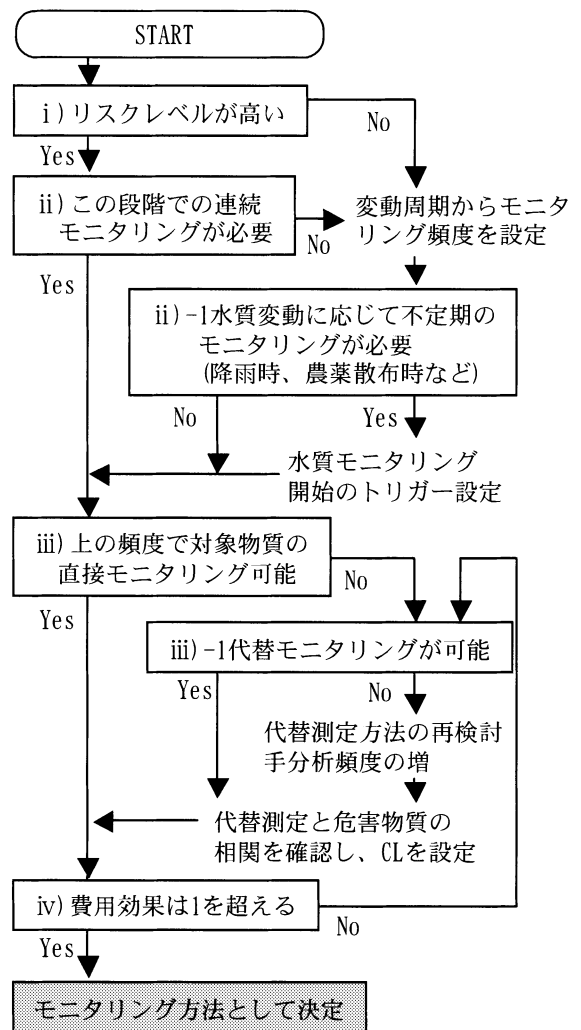 START
i)リスクレベルが高い
No
Yes
ii)この段階での連続
モニタリングが必要
No
変動周期からモニタ
リング頻度を設定
Yes
ii)-1水質変動に応じて不定期の
モニタリングが必要
(降雨時、農薬散布時など)
No
Yes
水質モニタリング
開始のトリガー設定
iii)上の頻度で対象物質の
直接モニタリング可能
No
Yes
iii)-1代替モニタリングが可能
Yes
No
代替測定方法の再検討
手分析頻度の増
代替測定と危害物質の
相関を確認し、CLを設定
iv)費用効果は1を超える
No
Yes
モニタリング方法として決定